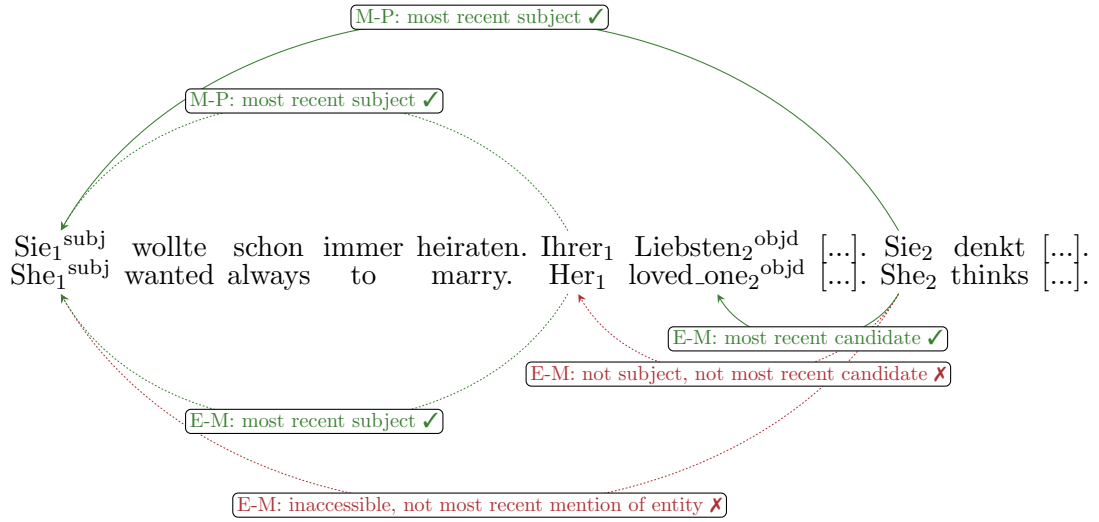 M-P: most recent subject ✓
M-P: most recent subject ✓
Sie₁ˢᵘᵇʲ wollte schon immer heiraten. Ihrer₁ Liebsten₂ᵒᵇʲᵈ [...]. Sie₂ denkt [...].
She₁ˢᵘᵇʲ wanted always to marry. Her₁ loved_one₂ᵒᵇʲᵈ [...]. She₂ thinks [...].
E-M: most recent candidate ✓
E-M: not subject, not most recent candidate ✗
E-M: most recent subject ✓
E-M: inaccessible, not most recent mention of entity ✗